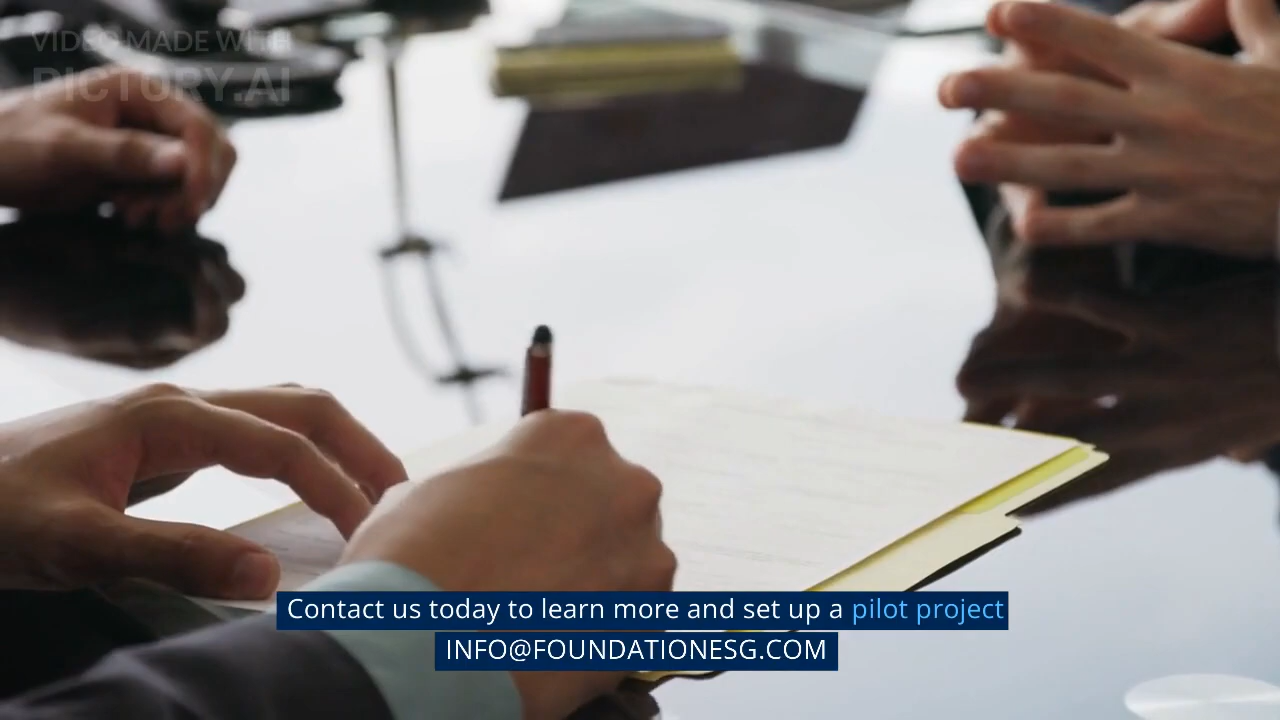 VIDEO MADE WITH
PICTORY.AI
Contact us today to learn more and set up a pilot project
INFO@FOUNDATIONESG.COM